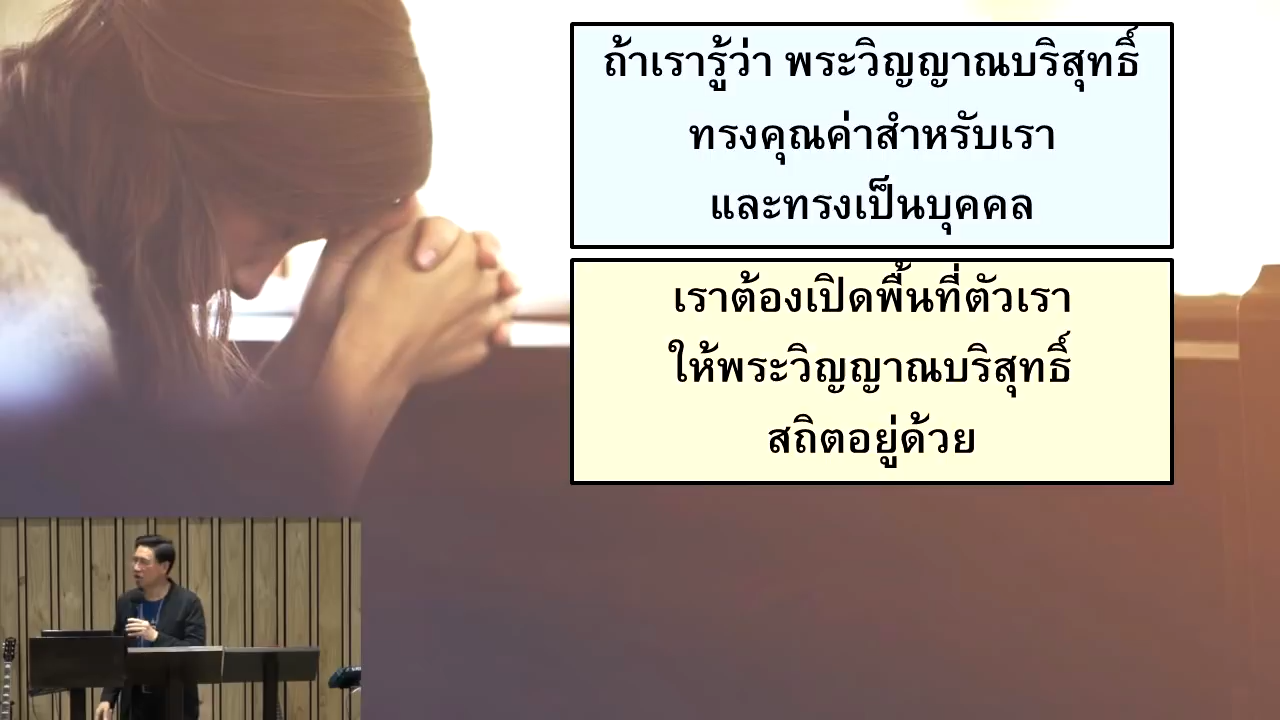 ถ้าเรารู้ว่า พระวิญญาณบริสุทธิ์
ทรงคุณค่าสำหรับเรา
และทรงเป็นบุคคล
เราต้องเปิดพื้นที่ตัวเรา
ให้พระวิญญาณบริสุทธิ์
สถิตอยู่ด้วย